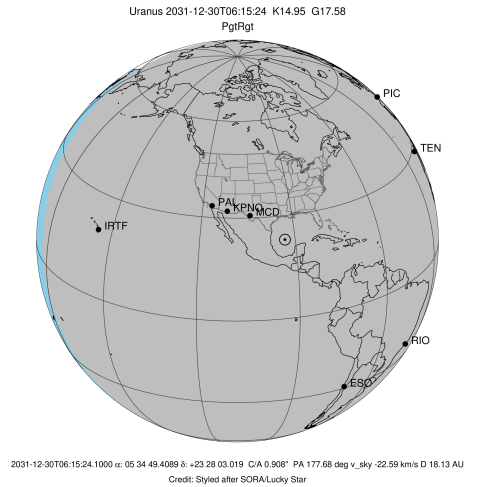 Uranus 2031-12-30T06:15:24 K14.95 G17.58
PgtRgt
PIC
TEN
PAL
KPNO
MCD
IRTF
RIO
ESO
2031-12-30T06:15:24.1000 α: 05 34 49.4089 δ: +23 28 03.019 C/A 0.908" PA 177.68 deg v_sky -22.59 km/s D 18.13 AU
Credit: Styled after SORA/Lucky Star